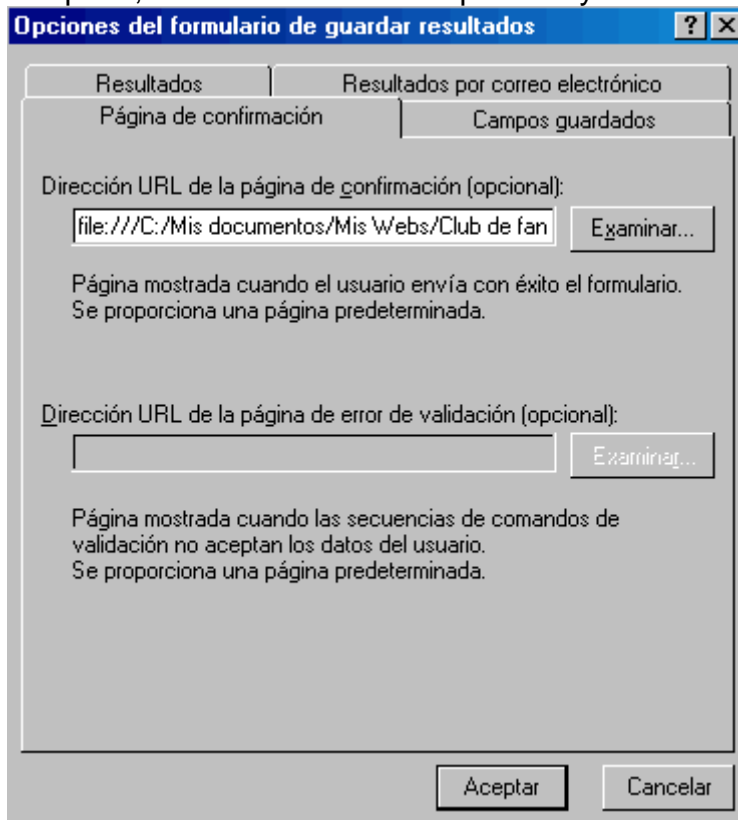 Opciones del formulario de guardar resultados
Resultados
Resultados por correo electrónico
Página de confirmación
Campos guardados
Dirección URL de la página de confirmación (opcional):
file:///C:/Mis documentos/Mis Webs/Club de fan
Examinar...
Página mostrada cuando el usuario envía con éxito el formulario.
Se proporciona una página predeterminada.
Dirección URL de la página de error de validación (opcional):
Examinar...
Página mostrada cuando las secuencias de comandos de
validación no aceptan los datos del usuario.
Se proporciona una página predeterminada.
Aceptar
Cancelar